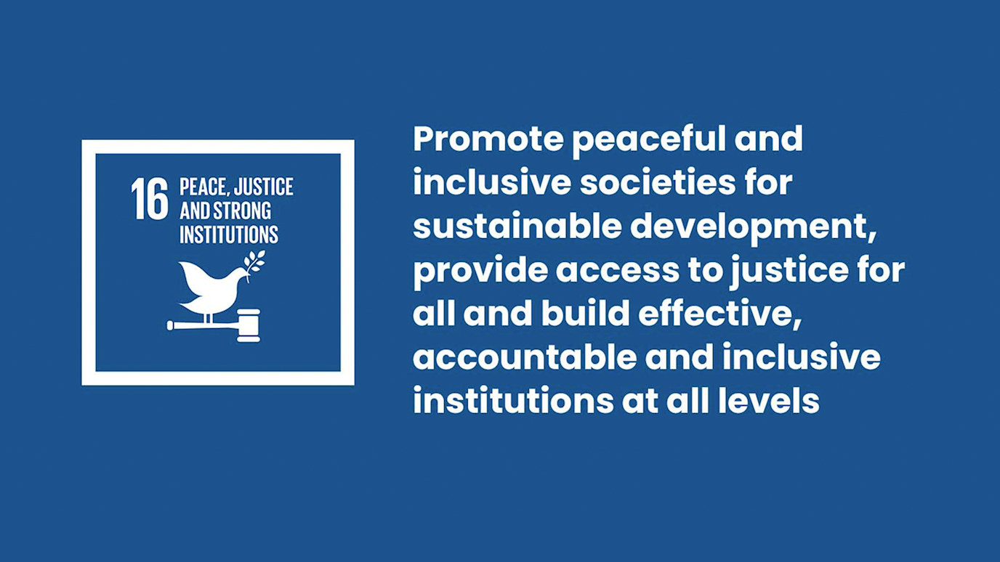 16 PEACE, JUSTICE
AND STRONG
INSTITUTIONS
Promote peaceful and
inclusive societies for
sustainable development,
provide access to justice for
all and build effective,
accountable and inclusive
institutions at all levels